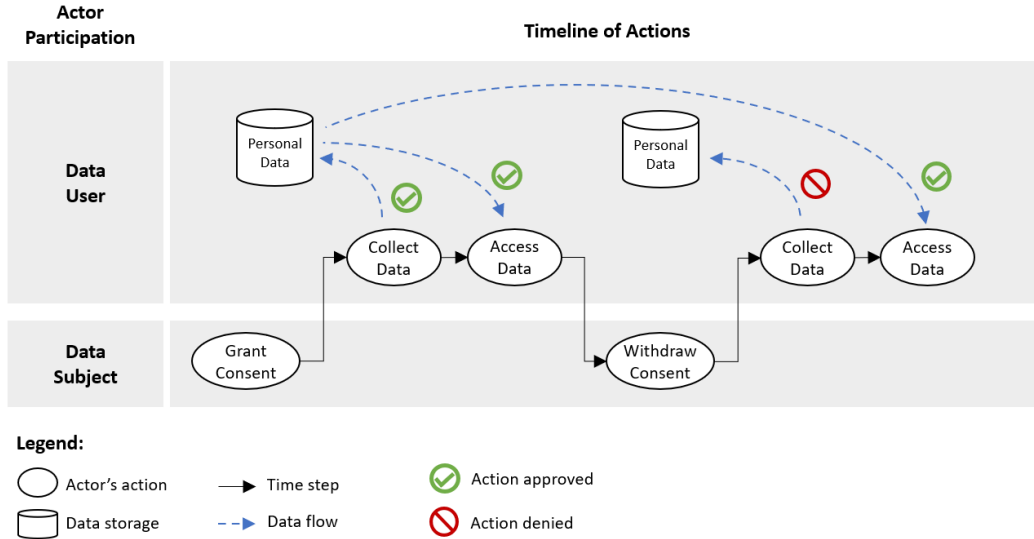 Actor
Participation
Timeline of Actions
Data
User
Personal
Data
Personal
Data
Collect
Data
Access
Data
Collect
Data
Access
Data
Data
Subject
Grant
Consent
Withdraw
Consent
Legend:
Actor’s action
Time step
Action approved
Data storage
Data flow
Action denied